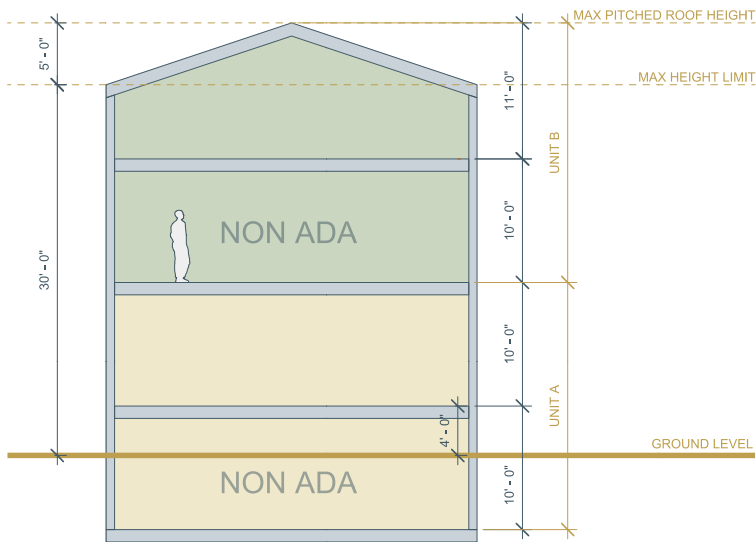 MAX PITCHED ROOF HEIGHT
5' - 0"
MAX HEIGHT LIMIT
11' - 0"
UNIT B
NON ADA
10' - 0"
30' - 0"
10' - 0"
UNIT A
4' - 0"
GROUND LEVEL
NON ADA
10' - 0"